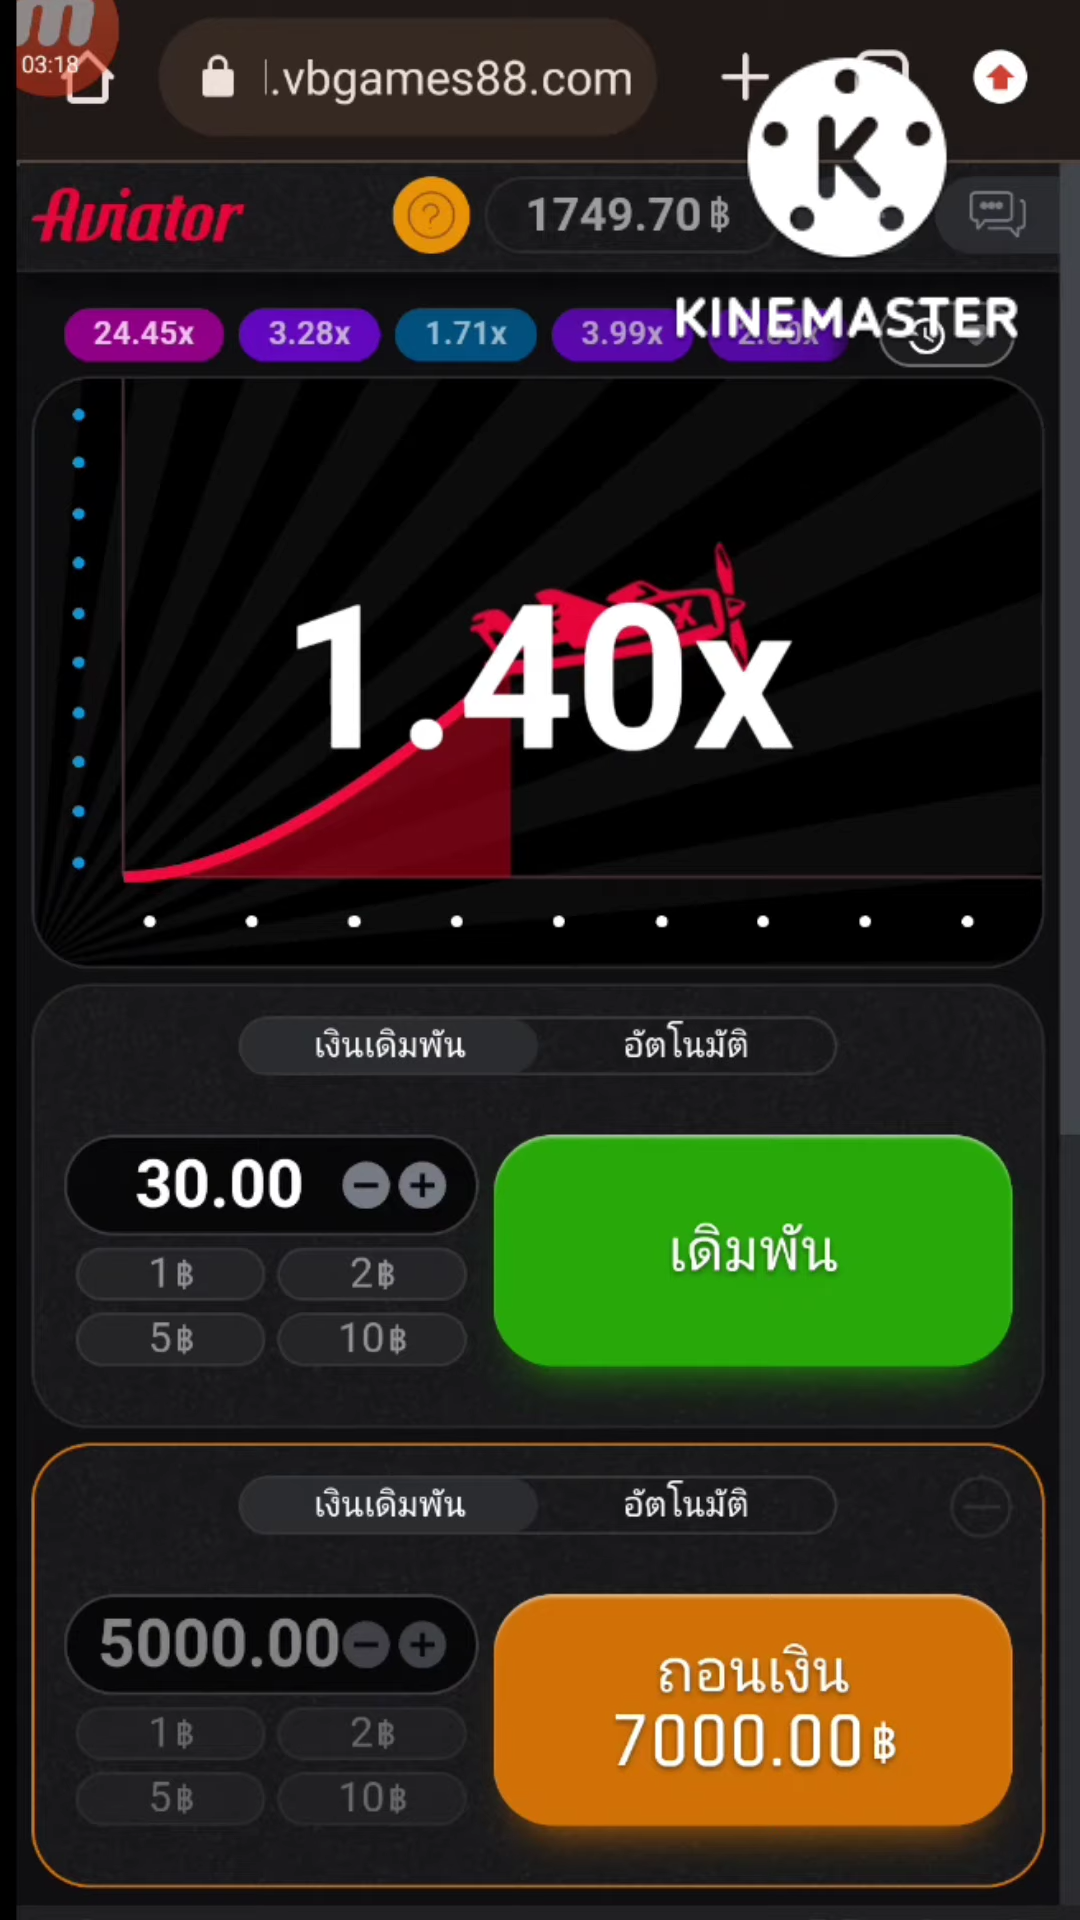 03:18
l.vbgames88.com
K
Aviator
1749.70 ฿
KINEMASTER
24.45x 3.28x 1.71x 3.99x
1.40x
เงินเดิมพัน อัตโนมัติ
30.00
เดิมพัน
1฿ 2฿
5฿ 10฿
เงินเดิมพัน อัตโนมัติ
5000.00
ถอนเงิน
7000.00฿
1฿ 2฿
5฿ 10฿